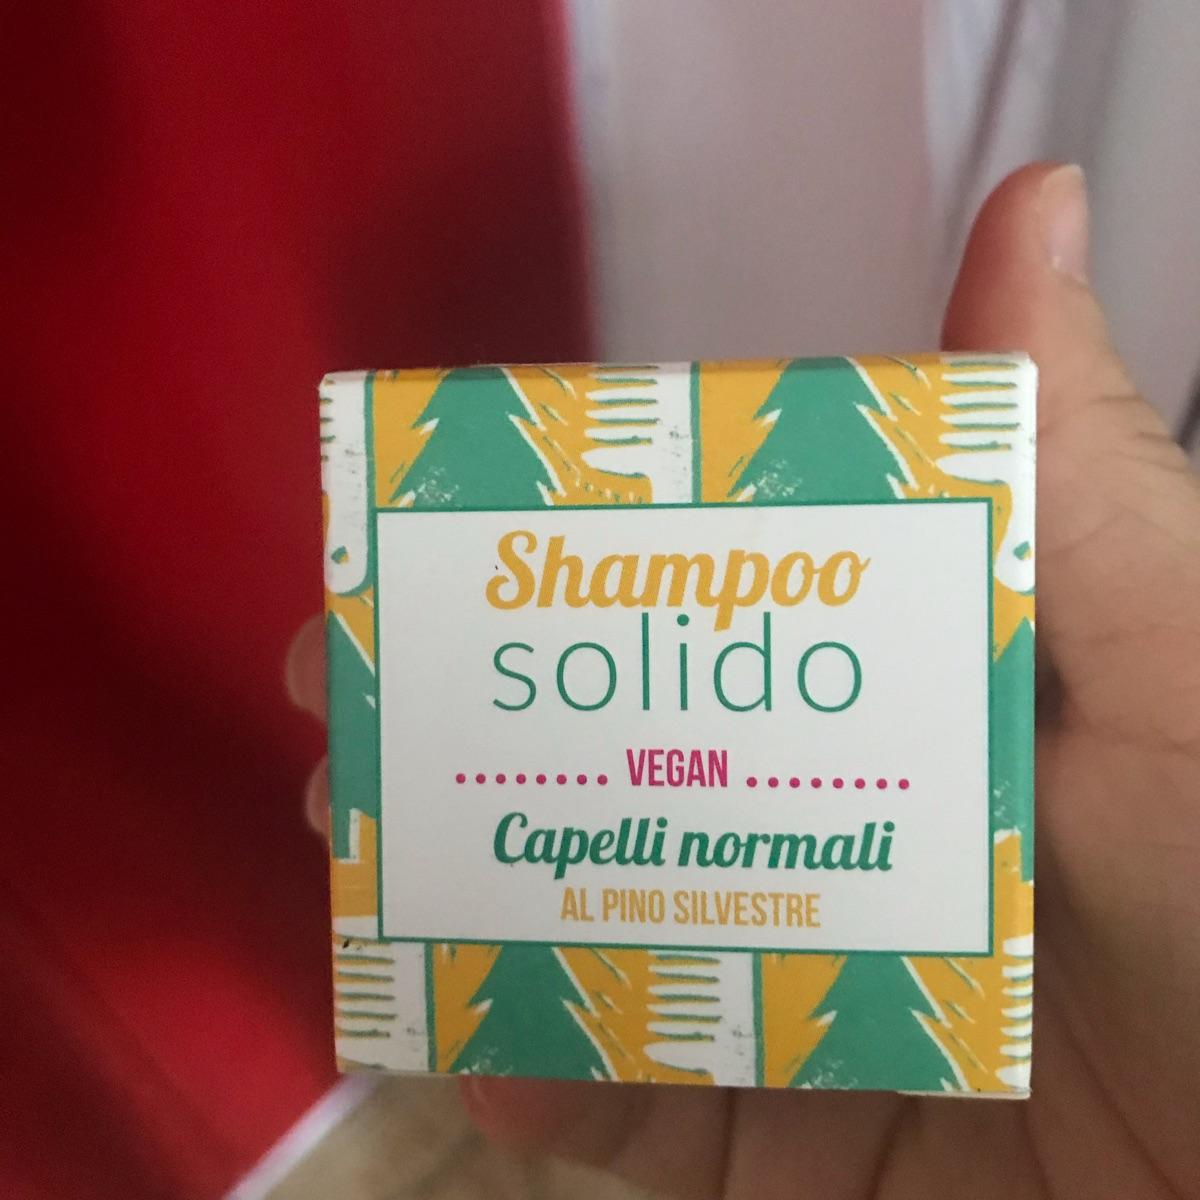 Shampoo
solido
........ VEGAN ........
Capelli normali
AL PINO SILVESTRE